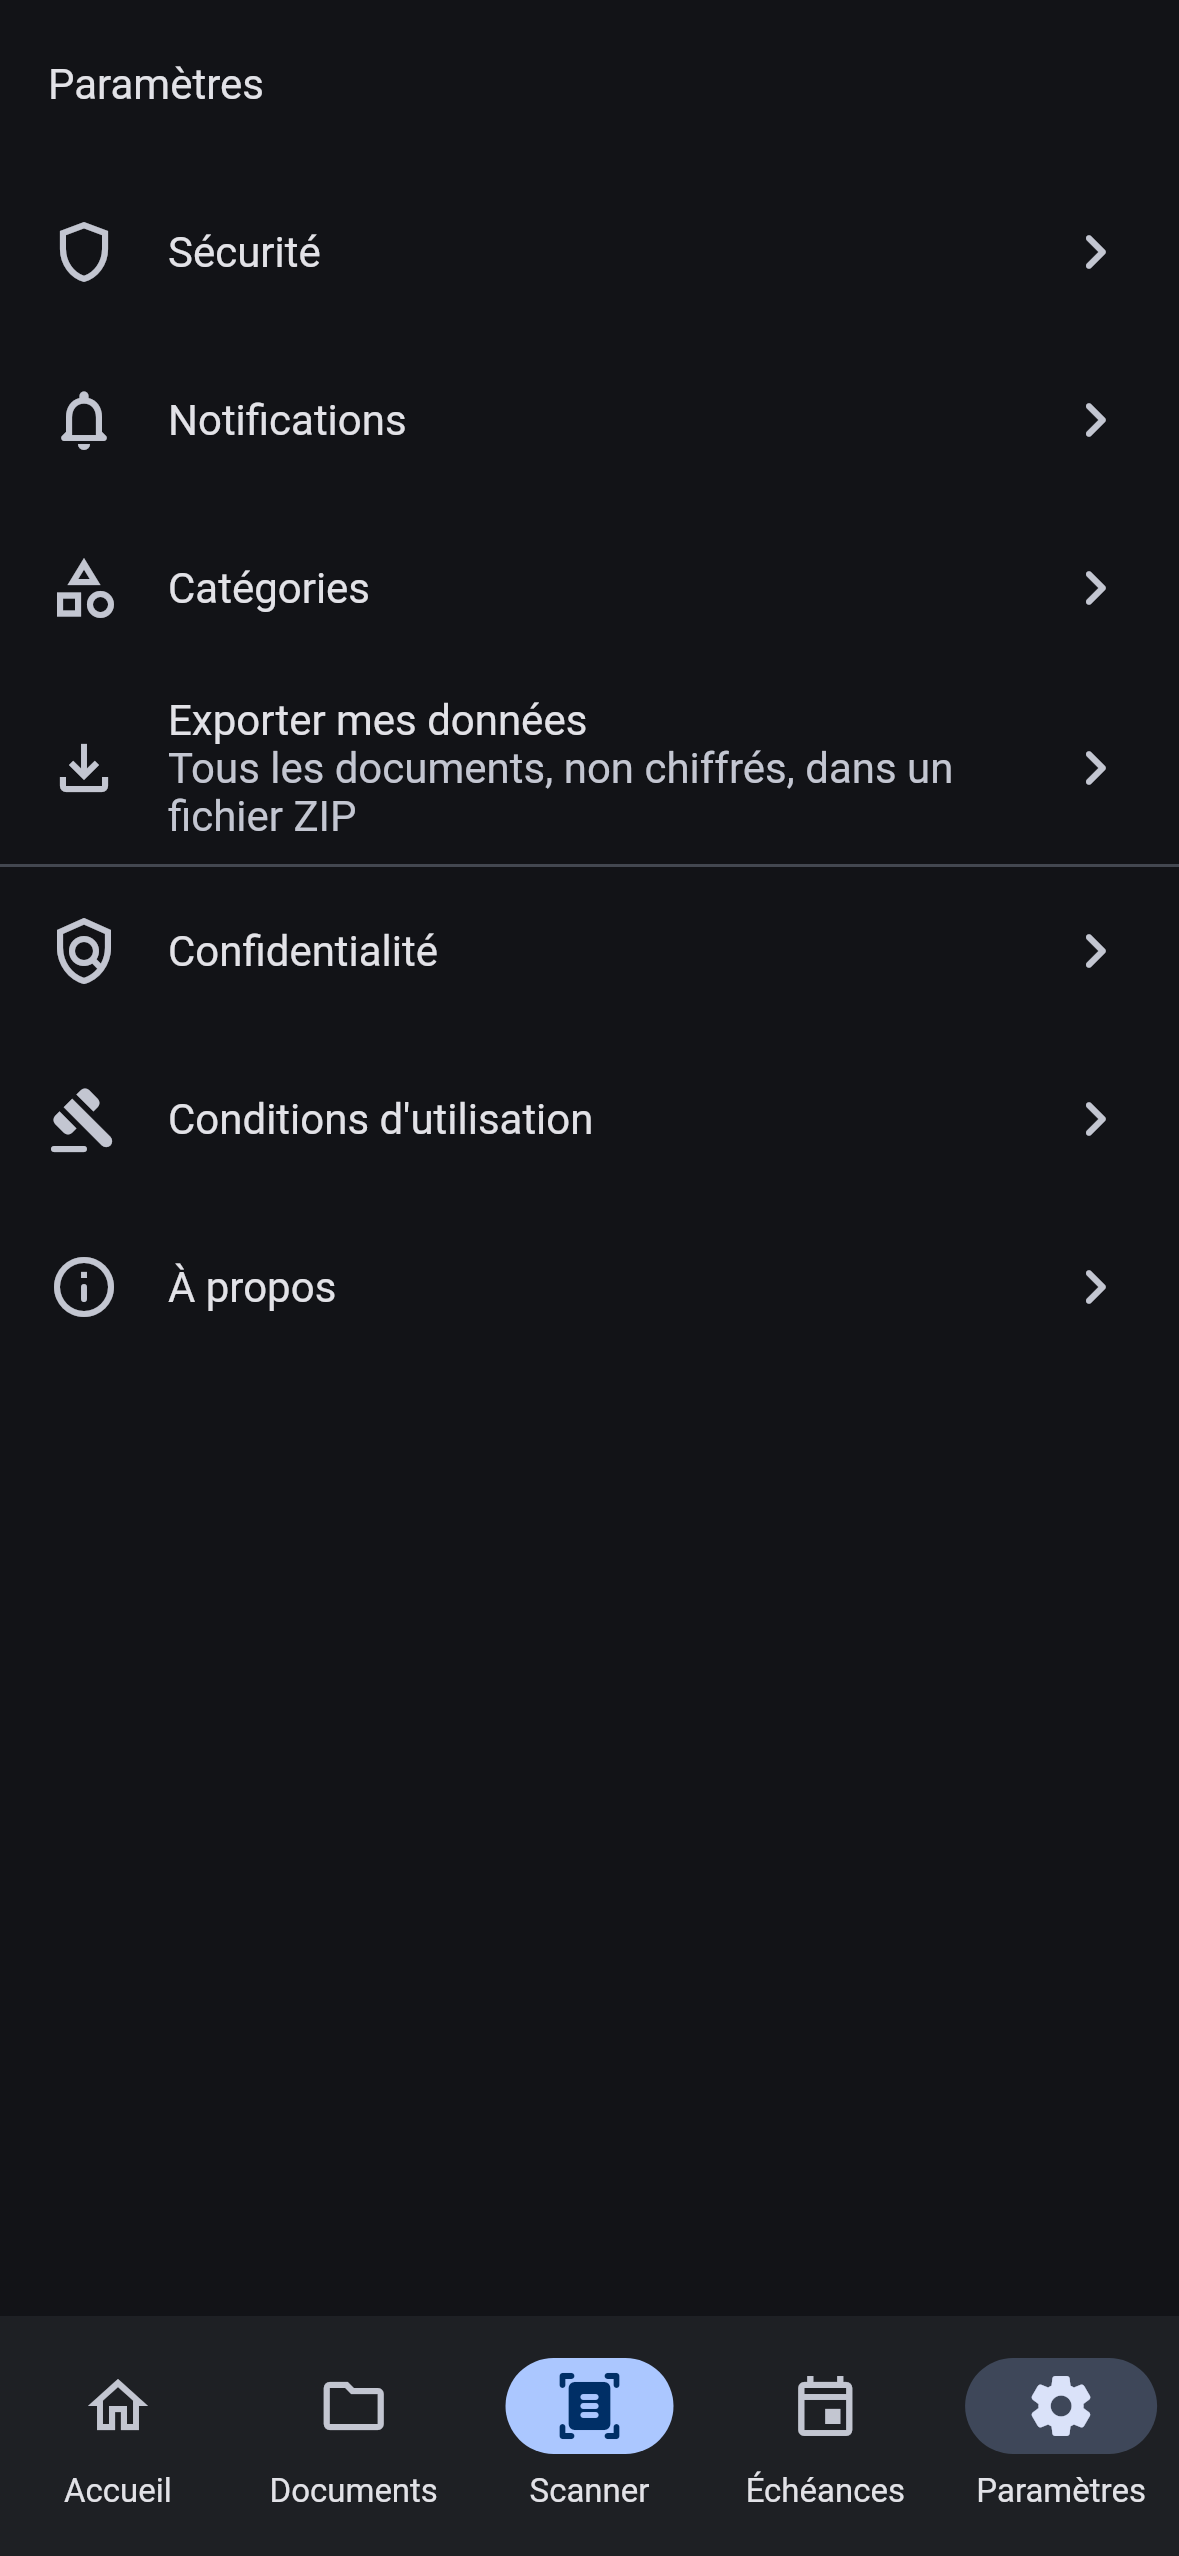 Paramètres
Sécurité
Notifications
Catégories
Exporter mes données
Tous les documents, non chiffrés, dans un
fichier ZIP
Confidentialité
Conditions d'utilisation
À propos
Accueil
Documents
Scanner
Échéances
Paramètres